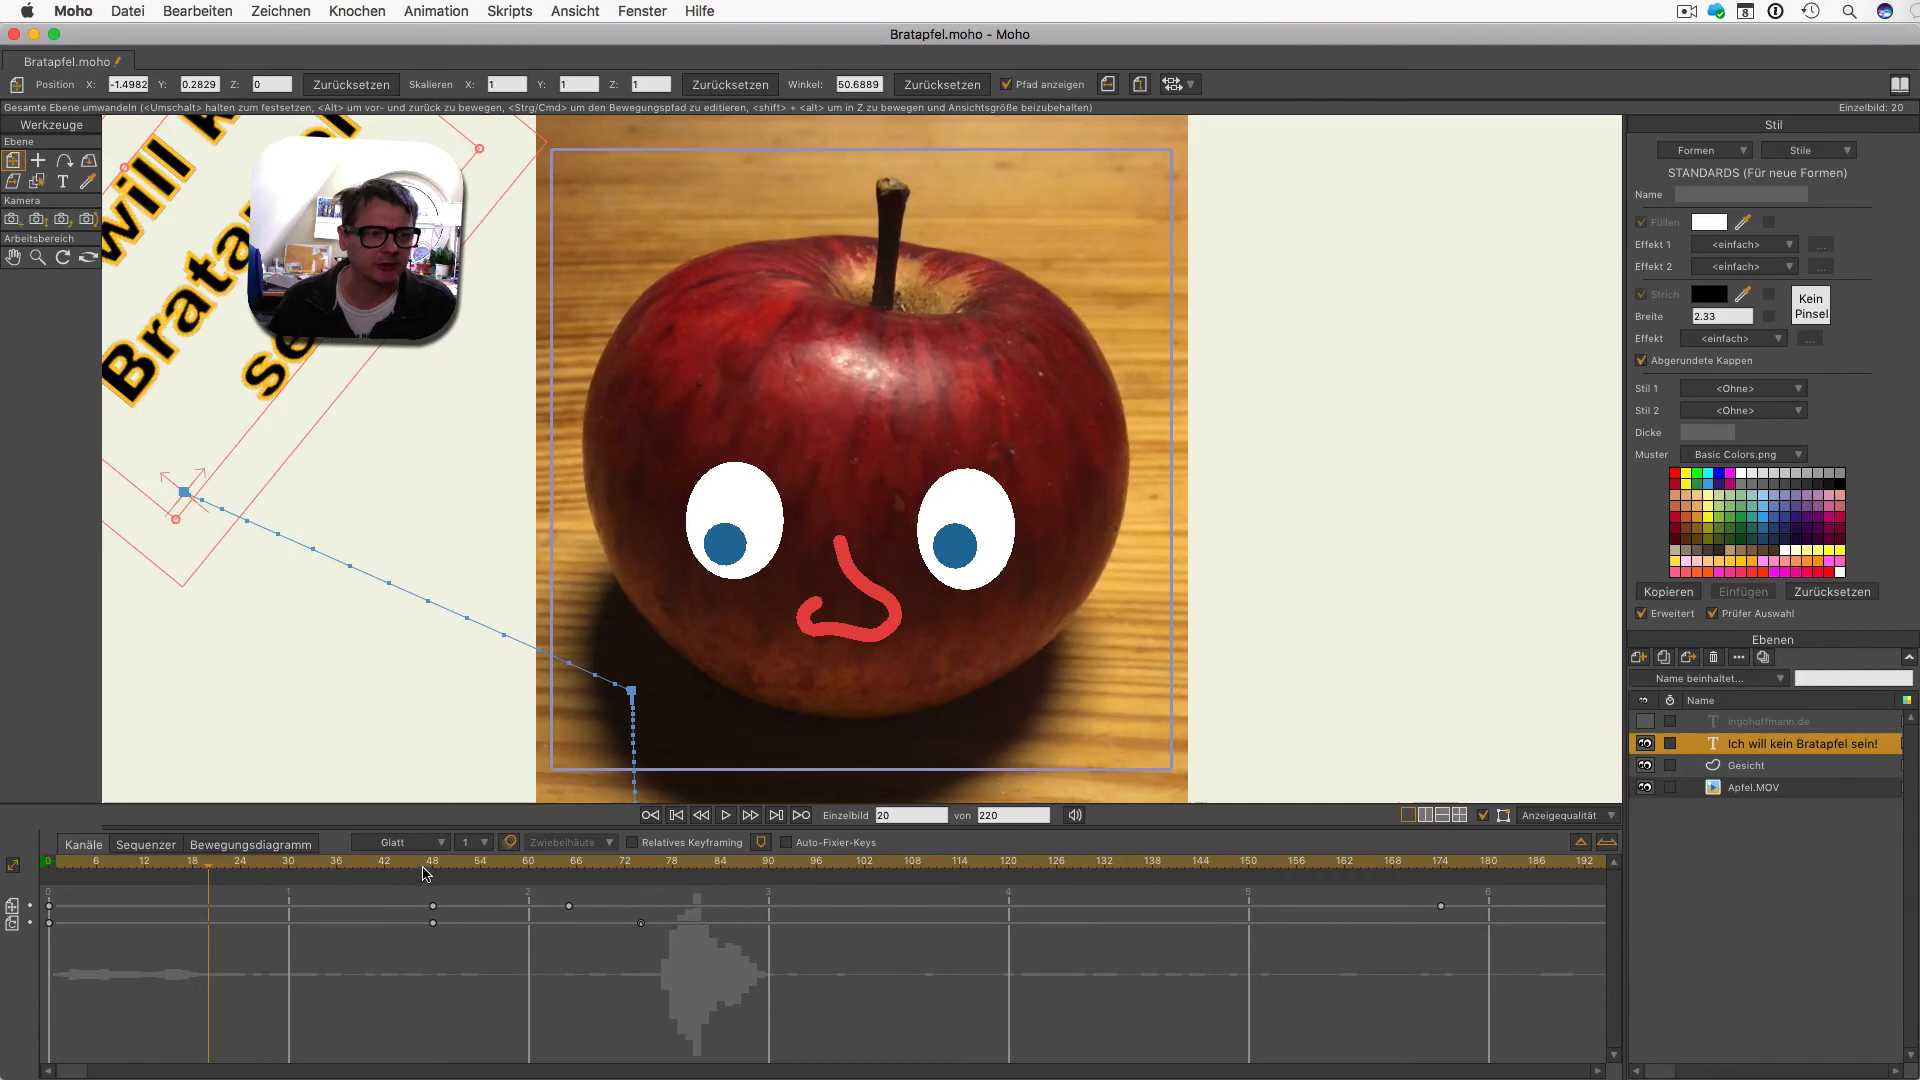 Moho Datei Bearbeiten Zeichnen Knochen Animation Skripts Ansicht Fenster Hilfe 8
Bratapfel.moho - Moho
Bratapfel.moho
Position X: -1.4982 Y: 0.2829 Z: 0 Zurücksetzen Skalieren X: 1 Y: 1 Z: 1 Zurücksetzen Winkel: 50.6889 Zurücksetzen Pfad anzeigen
Gesamte Ebene umwandeln (<Umschalt> halten zum festsetzen, <Alt> um vor- und zurück zu bewegen, <Strg/Cmd> um den Bewegungspfad zu editieren, <shift> + <alt> um in Z zu bewegen und Ansichtsgröße beizubehalten) Einzelbild: 20
Werkzeuge
Ebene
Kamera
Arbeitsbereich
will k
Brata
se
Stil
Formen Stile
STANDARDS (Für neue Formen)
Name
Füllen
Effekt 1 <einfach> ...
Effekt 2 <einfach> ...
Strich Kein Pinsel
Breite 2.33
Effekt <einfach> ...
Abgerundete Kappen
Stil 1 <Ohne>
Stil 2 <Ohne>
Dicke
Muster Basic Colors.png
Kopieren Einfügen Zurücksetzen
Erweitert Prüfer Auswahl
Ebenen
Name beinhaltet...
Name
T ingohoffmann.de
T Ich will kein Bratapfel sein!
Gesicht
Apfel.MOV
Einzelbild 20 von 220 Anzeigequalität
Kanäle Sequenzer Bewegungsdiagramm Glatt 1 Zwiebelhäute Relatives Keyframing Auto-Fixier-Keys
0 6 12 18 24 30 36 42 48 54 60 66 72 78 84 90 96 102 108 114 120 126 132 138 144 150 156 162 168 174 180 186 192
0 1 2 3 4 5 6